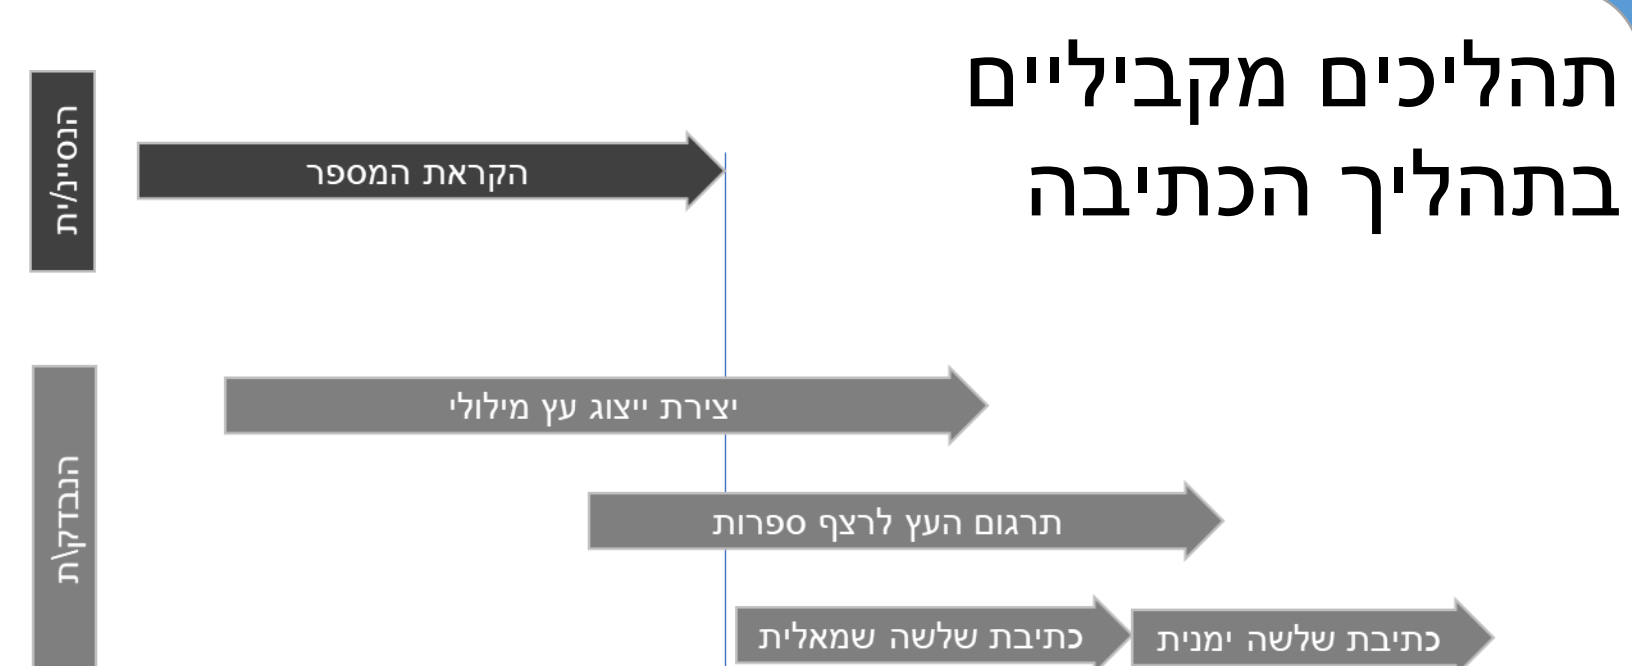 תהליכים מקביליים
בתהליך הכתיבה
הנסיינ/ית
הקראת המספר
הנבדק\ת
יצירת ייצוג עץ מילולי
תרגום העץ לרצף ספרות
כתיבת שלשה שמאלית
כתיבת שלשה ימנית